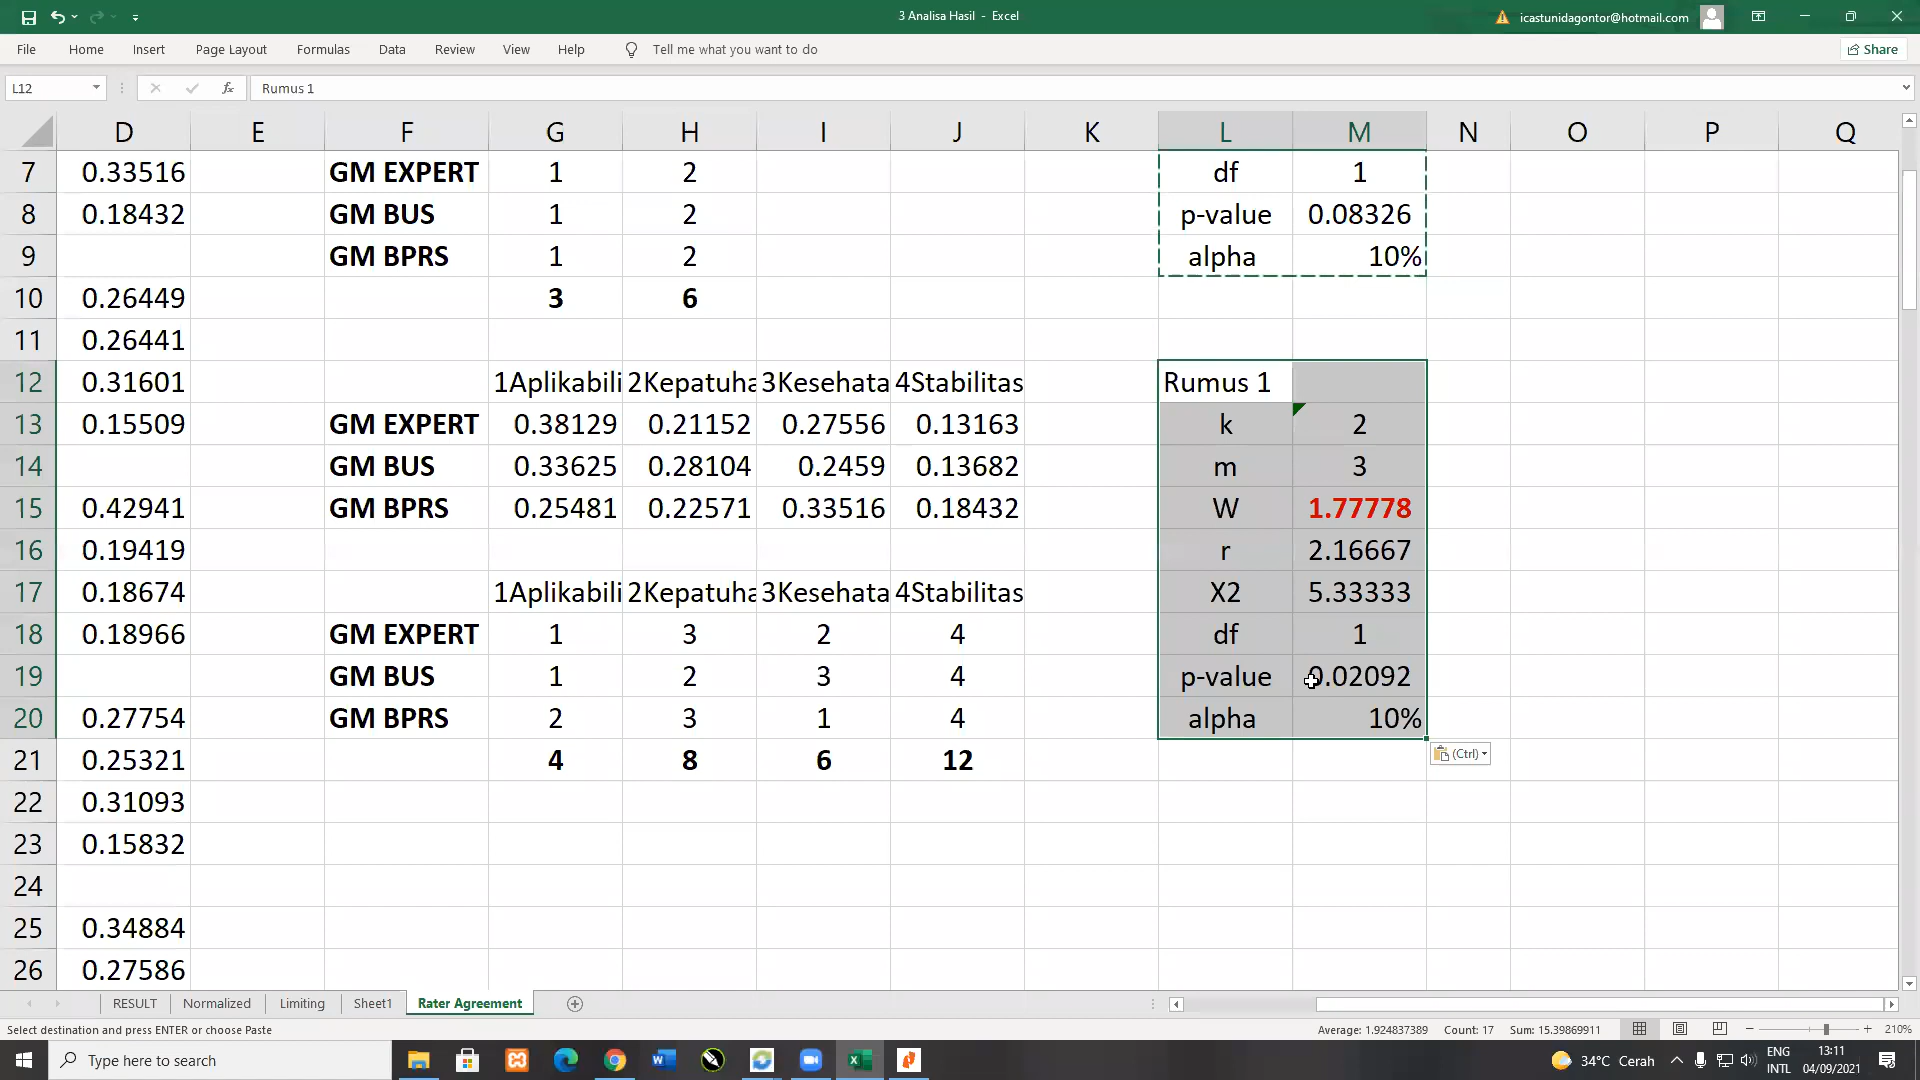 3 Analisa Hasil - Excel
icastunidagontor@hotmail.com
File Home Insert Page Layout Formulas Data Review View Help Tell me what you want to do Share
L12 fx Rumus 1
D E F G H I J K L M N O P Q
7 0.33516 GM EXPERT 1 2 df 1
8 0.18432 GM BUS 1 2 p-value 0.08326
9 GM BPRS 1 2 alpha 10%
10 0.26449 3 6
11 0.26441
12 0.31601 1Aplikabili 2Kepatuha 3Kesehata 4Stabilitas Rumus 1
13 0.15509 GM EXPERT 0.38129 0.21152 0.27556 0.13163 k 2
14 GM BUS 0.33625 0.28104 0.2459 0.13682 m 3
15 0.42941 GM BPRS 0.25481 0.22571 0.33516 0.18432 W 1.77778
16 0.19419 r 2.16667
17 0.18674 1Aplikabili 2Kepatuha 3Kesehata 4Stabilitas X2 5.33333
18 0.18966 GM EXPERT 1 3 2 4 df 1
19 GM BUS 1 2 3 4 p-value 0.02092
20 0.27754 GM BPRS 2 3 1 4 alpha 10%
21 0.25321 4 8 6 12
(Ctrl)
22 0.31093
23 0.15832
24
25 0.34884
26 0.27586
RESULT Normalized Limiting Sheet1 Rater Agreement
Select destination and press ENTER or choose Paste Average: 1.924837389 Count: 17 Sum: 15.39869911 210%
Type here to search 34°C Cerah ENG INTL 13:11 04/09/2021